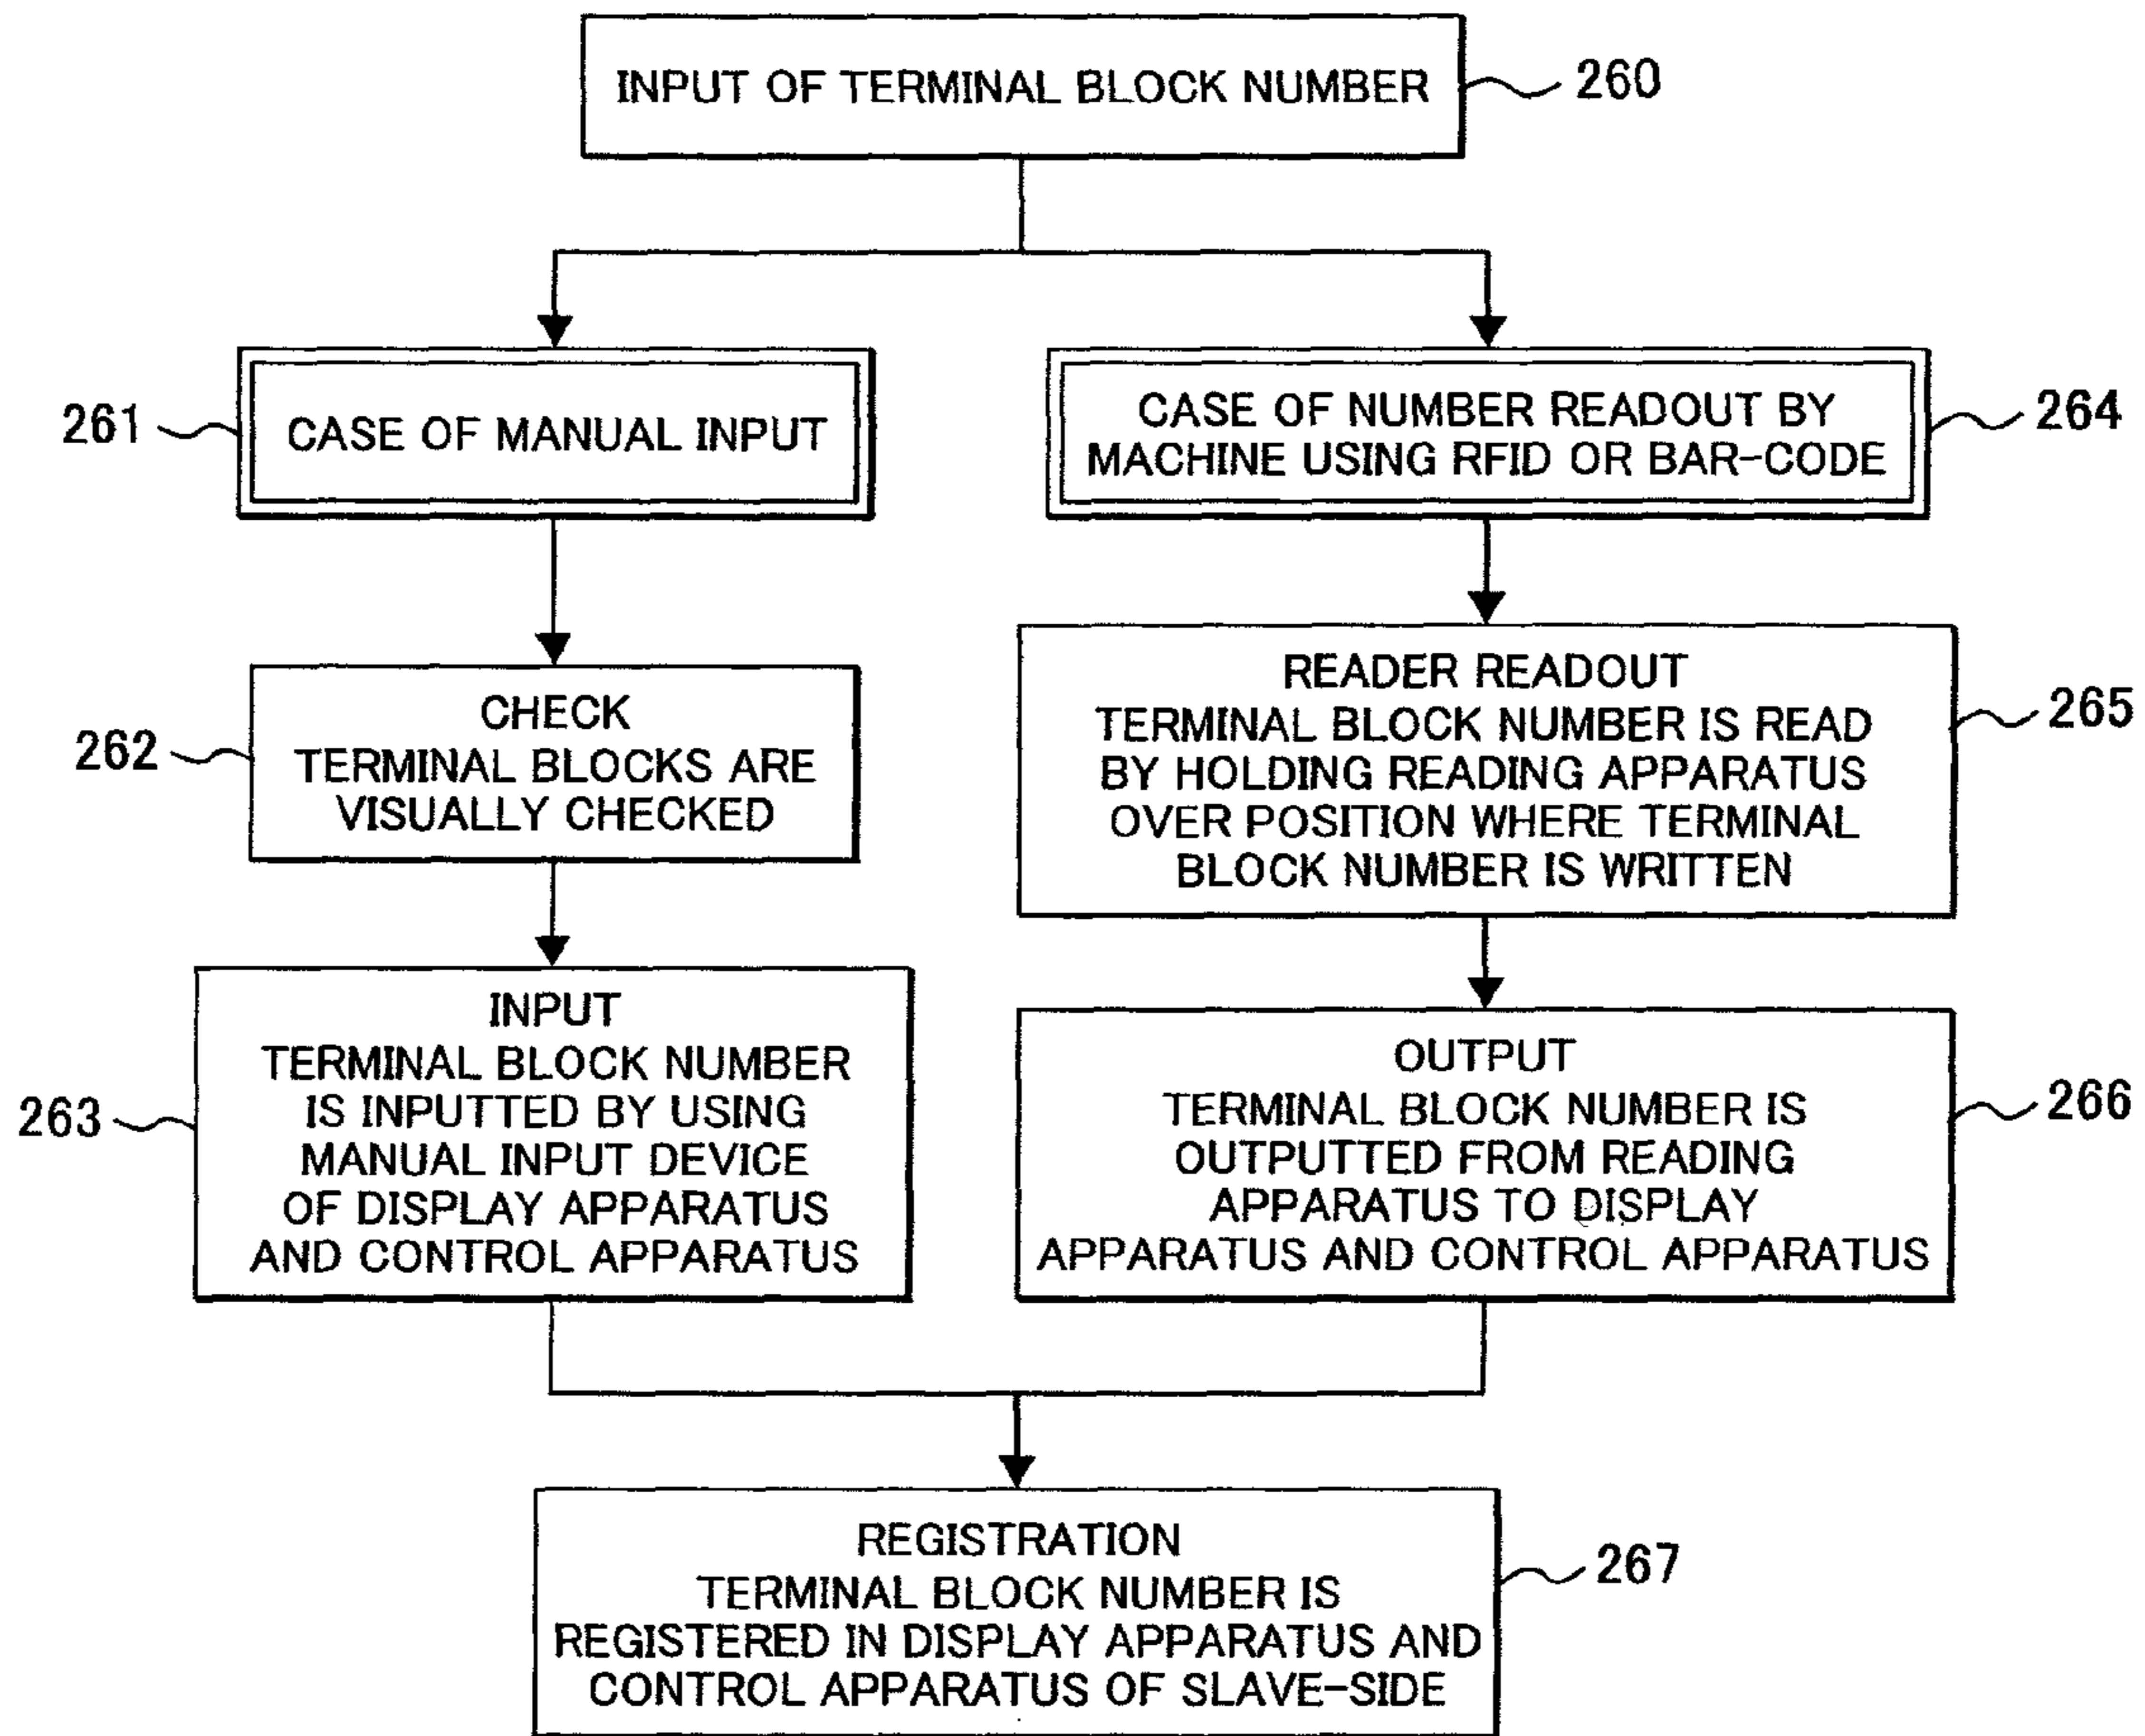 INPUT OF TERMINAL BLOCK NUMBER
260
261
CASE OF MANUAL INPUT
CASE OF NUMBER READOUT BY
MACHINE USING RFID OR BAR-CODE
264
262
CHECK
TERMINAL BLOCKS ARE
VISUALLY CHECKED
READER READOUT
TERMINAL BLOCK NUMBER IS READ
BY HOLDING READING APPARATUS
OVER POSITION WHERE TERMINAL
BLOCK NUMBER IS WRITTEN
265
263
INPUT
TERMINAL BLOCK NUMBER
IS INPUTTED BY USING
MANUAL INPUT DEVICE
OF DISPLAY APPARATUS
AND CONTROL APPARATUS
OUTPUT
TERMINAL BLOCK NUMBER IS
OUTPUTTED FROM READING
APPARATUS TO DISPLAY
APPARATUS AND CONTROL APPARATUS
266
REGISTRATION
TERMINAL BLOCK NUMBER IS
REGISTERED IN DISPLAY APPARATUS AND
CONTROL APPARATUS OF SLAVE-SIDE
267